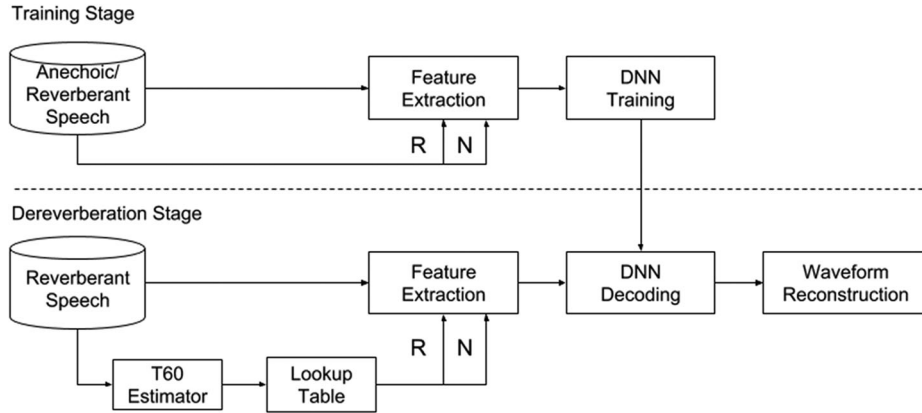 Training Stage
Anechoic/
Reverberant
Speech
Feature
Extraction
DNN
Training
R N
Dereverberation Stage
Reverberant
Speech
Feature
Extraction
DNN
Decoding
Waveform
Reconstruction
R N
T60
Estimator
Lookup
Table